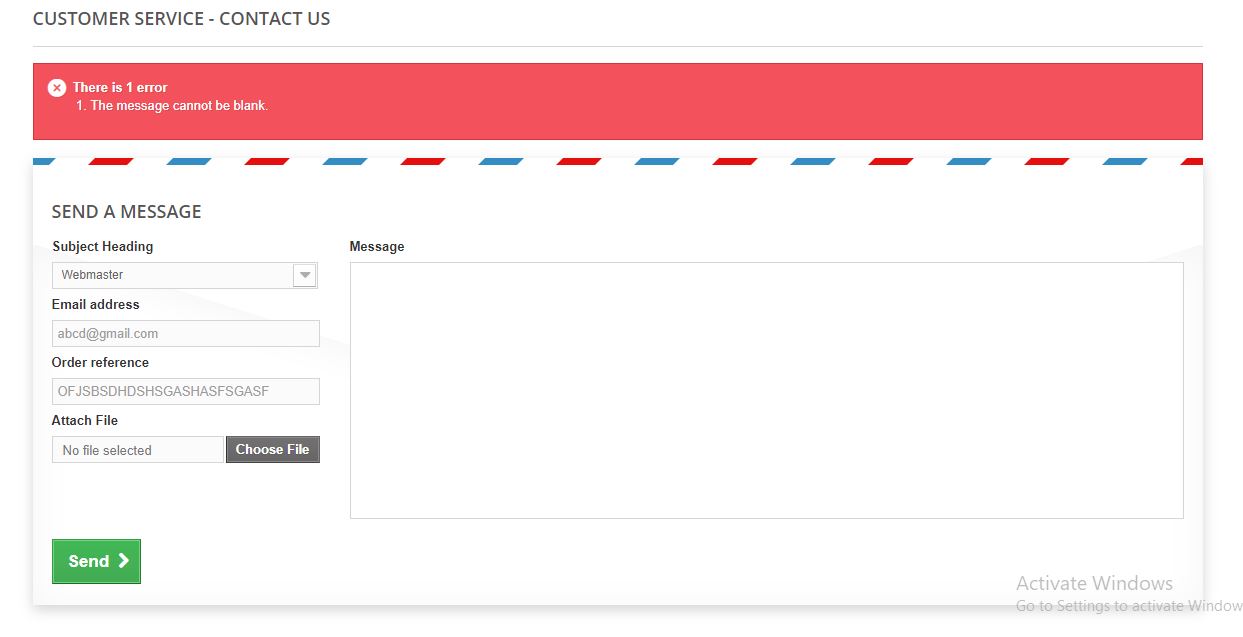 CUSTOMER SERVICE - CONTACT US
There is 1 error
1. The message cannot be blank.
SEND A MESSAGE
Subject Heading
Webmaster
Email address
abcd@gmail.com
Order reference
OFJSBSDHDSHSGASHASFSGASF
Attach File
No file selected
Choose File
Message
Send
Activate Windows
Go to Settings to activate Window